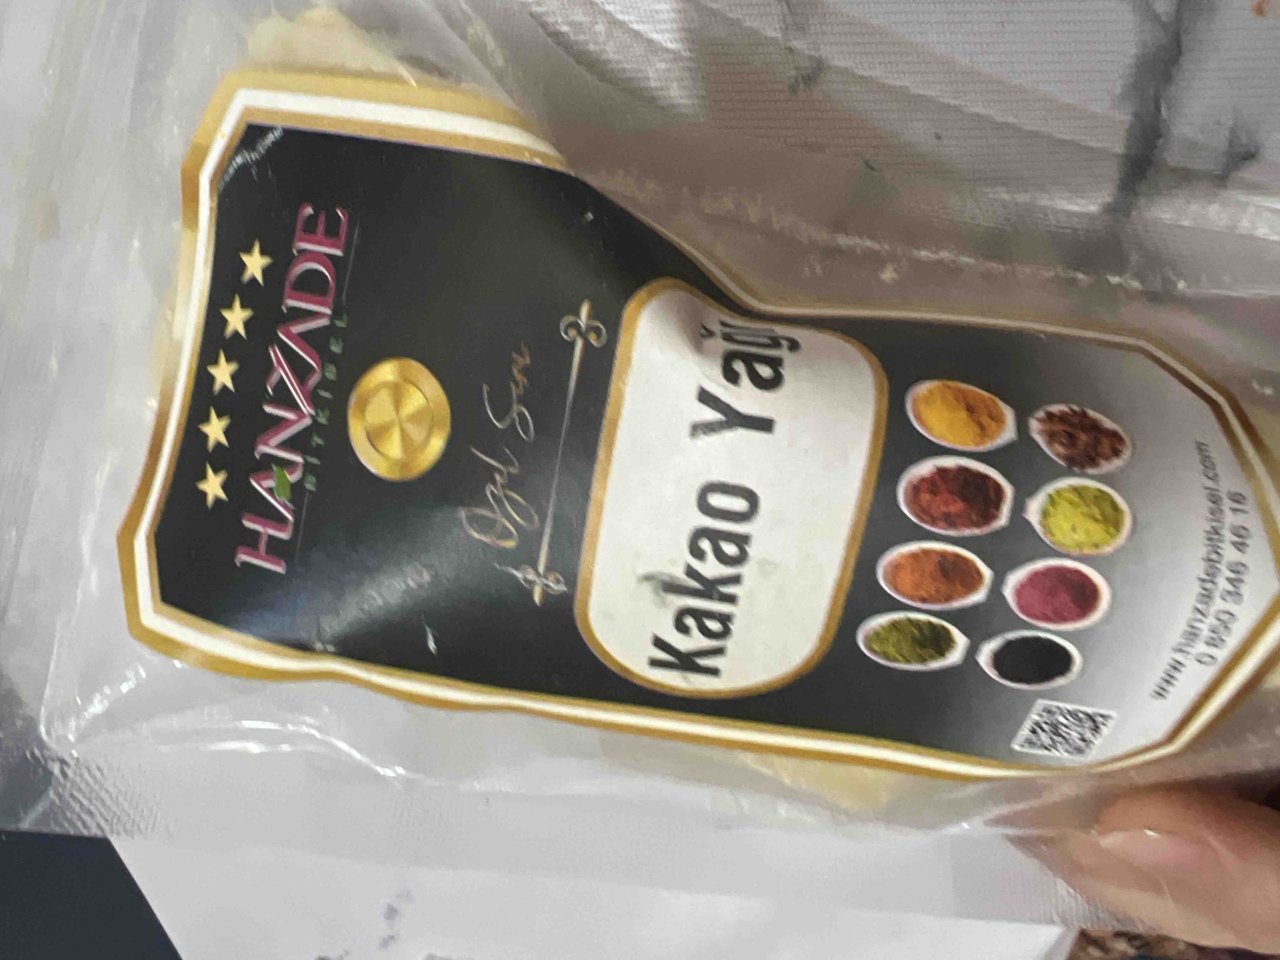 HANZADE
BİTKİSEL
Özel Seri
Kakao Yağı
www.hanzadebitkisel.com
0 850 346 46 16